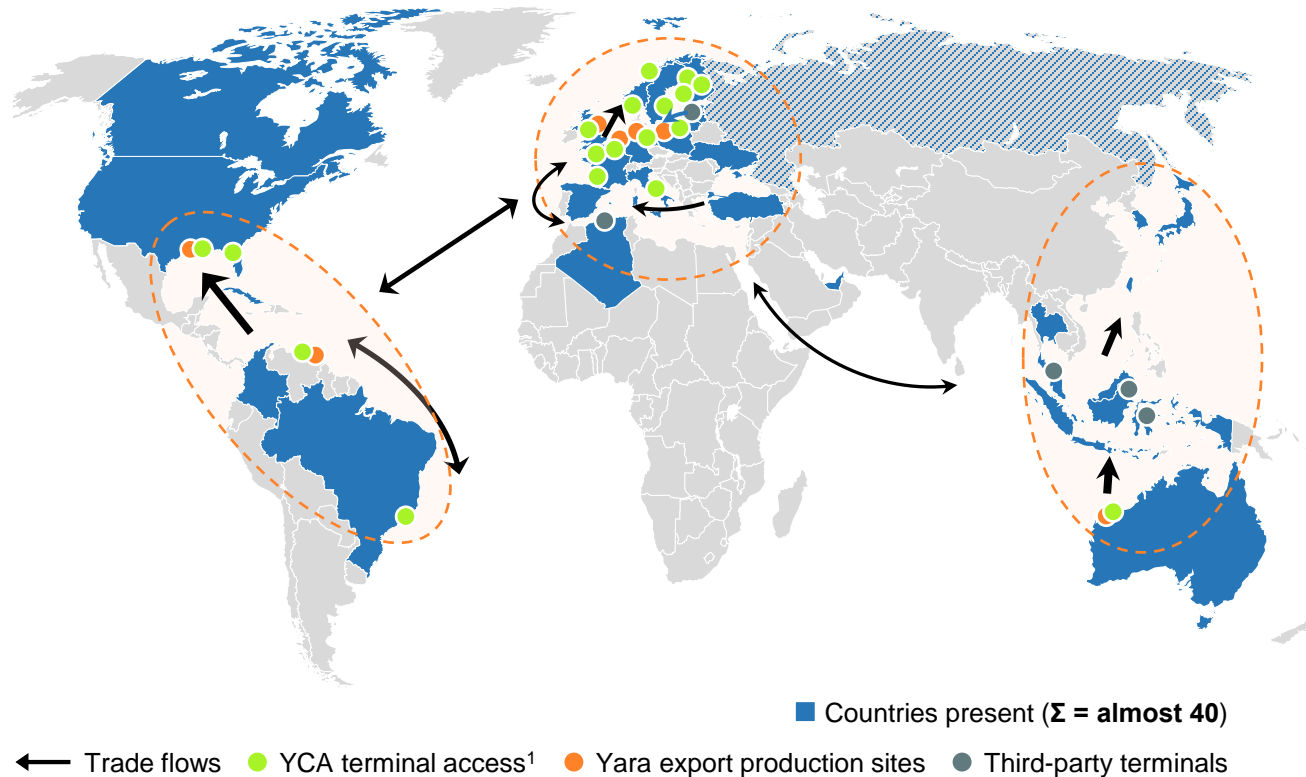 Countries present (Σ = almost 40)
Trade flows YCA terminal access¹ Yara export production sites Third-party terminals